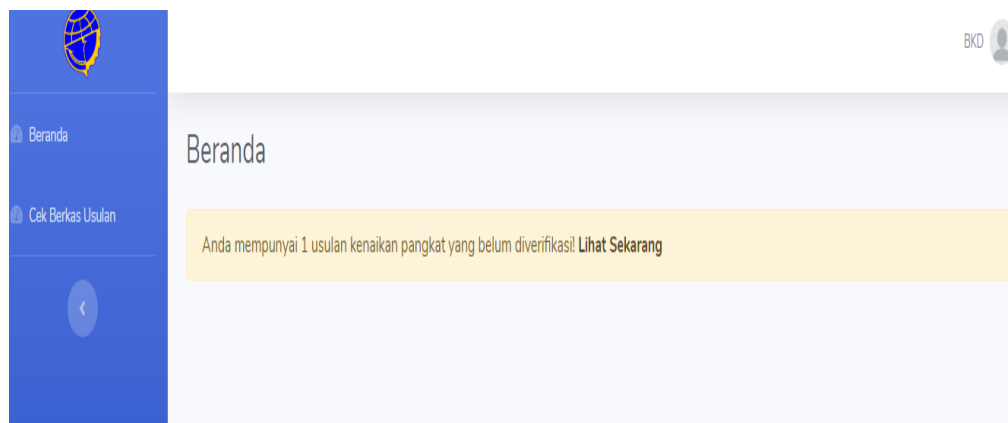 BKD
Beranda
Cek Berkas Usulan
Beranda
Anda mempunyai 1 usulan kenaikan pangkat yang belum diverifikasi! Lihat Sekarang